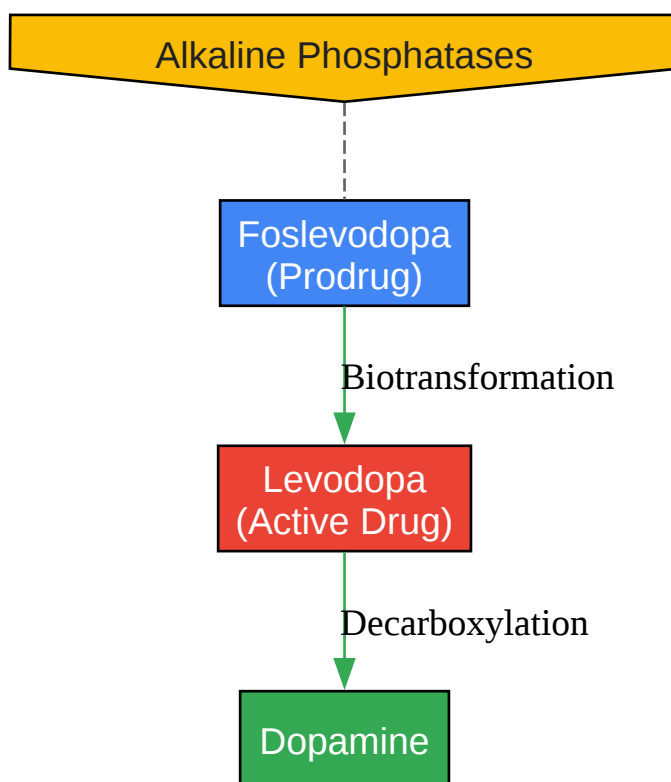 Alkaline Phosphatases
Foslevodopa
(Prodrug)
Biotransformation
Levodopa
(Active Drug)
Decarboxylation
Dopamine